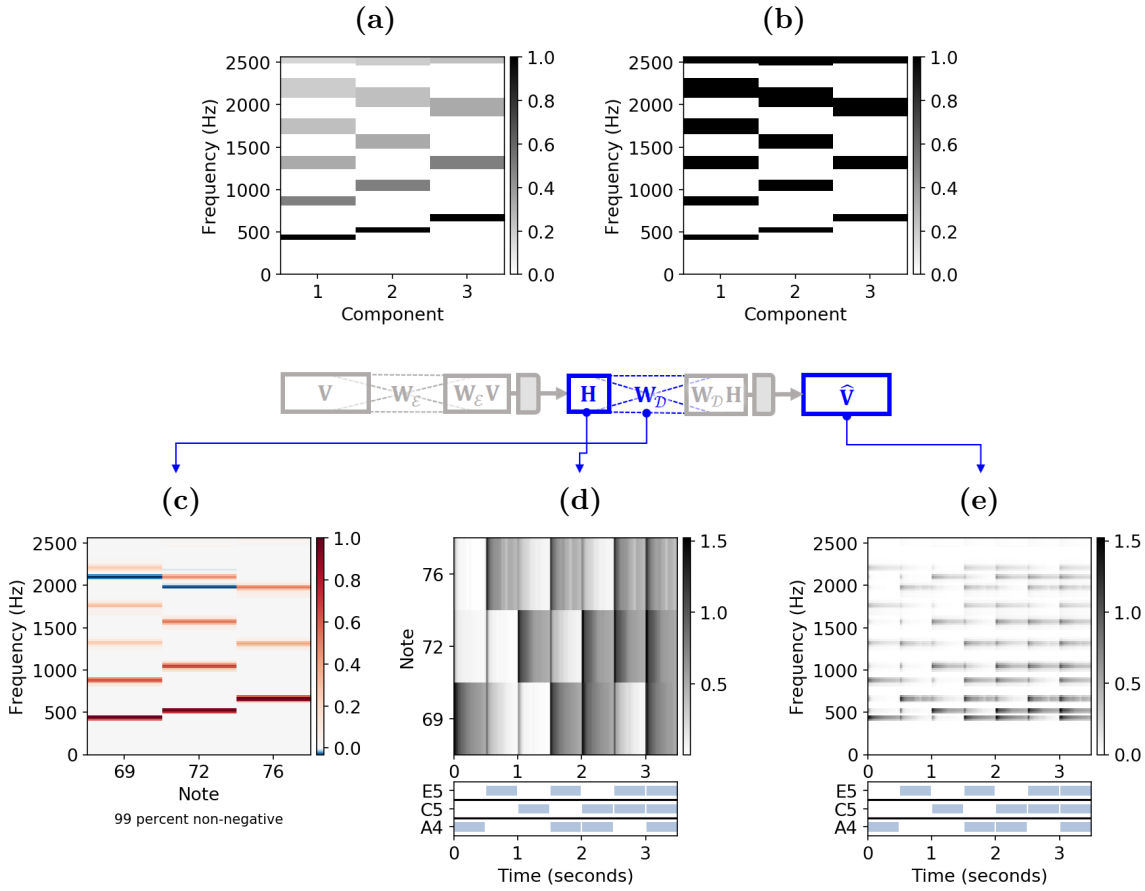 (a)
(b)
2500
2000
1500
1000
500
0
Frequency (Hz)
1 2 3
Component
1.0
0.8
0.6
0.4
0.2
0.0
2500
2000
1500
1000
500
0
Frequency (Hz)
1 2 3
Component
1.0
0.8
0.6
0.4
0.2
0.0
V W_ℰ W_ℰ V H W_𝒟 W_𝒟 H V̂
(c)
(d)
(e)
2500
2000
1500
1000
500
0
Frequency (Hz)
69 72 76
Note
99 percent non-negative
1.0
0.8
0.6
0.4
0.2
0.0
76
72
69
Note
0 1 2 3
1.5
1.0
0.5
E5
C5
A4
0 1 2 3
Time (seconds)
2500
2000
1500
1000
500
0
Frequency (Hz)
0 1 2 3
1.5
1.0
0.5
0.0
E5
C5
A4
0 1 2 3
Time (seconds)